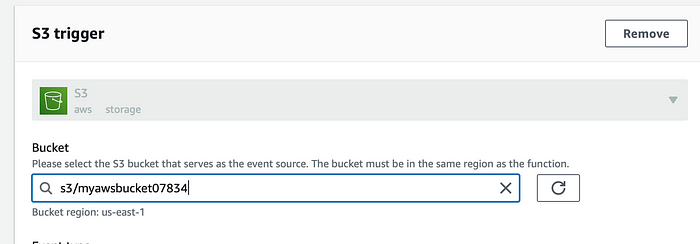 S3 trigger
Remove
S3
aws storage
Bucket
Please select the S3 bucket that serves as the event source. The bucket must be in the same region as the function.
s3/myawsbucket07834
Bucket region: us-east-1